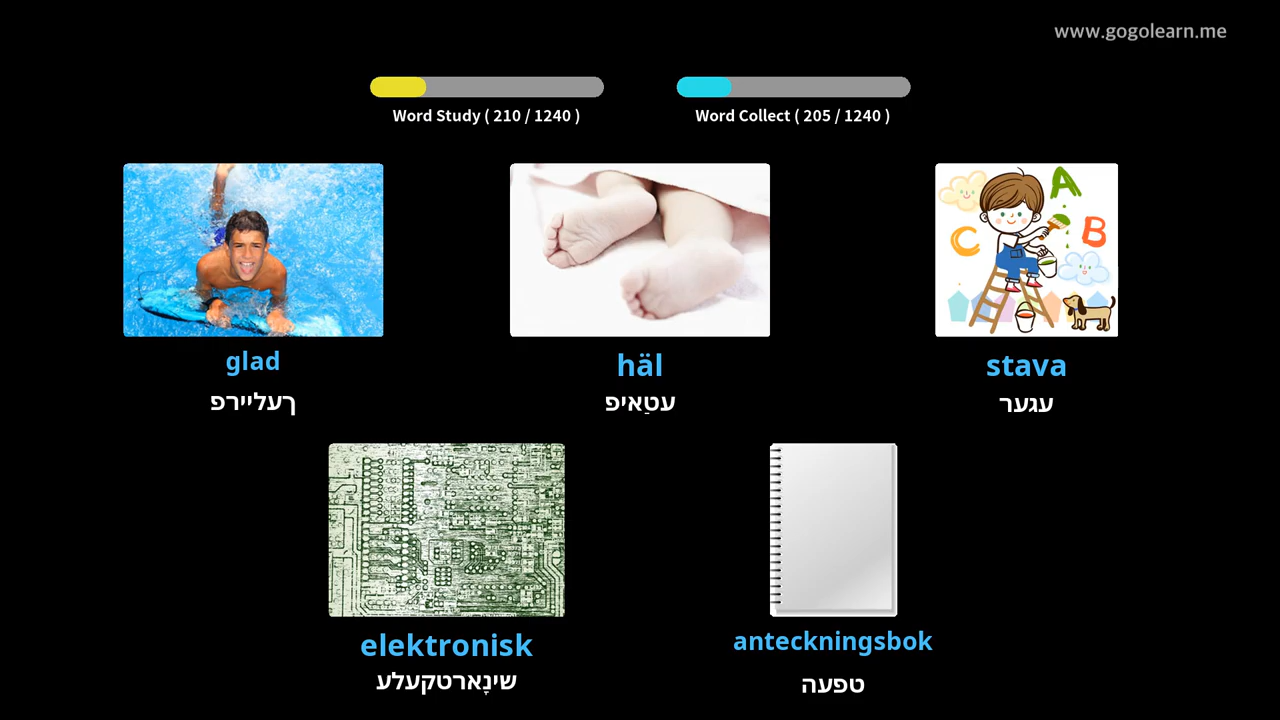 www.gogolearn.me
Word Study ( 210 / 1240 )
Word Collect ( 205 / 1240 )
glad
häl
stava
ךעליירפ
עטַאיפ
עגער
elektronisk
anteckningsbok
שינָארטקעלע
טפעה